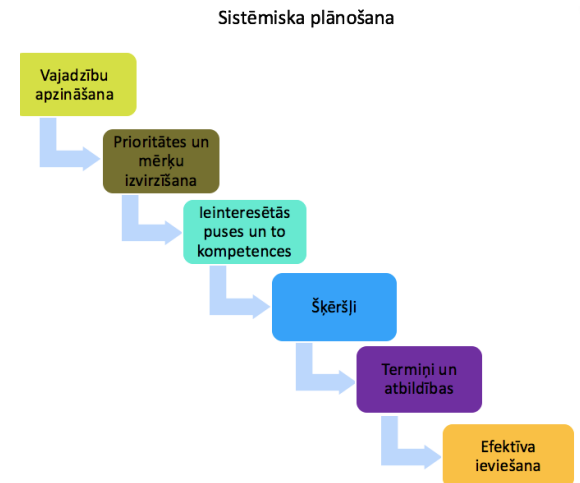 Sistēmiska plānošana
Vajadzību
apzināšana
Prioritātes un
mērķu
izvirzīšana
Ieinteresētās
puses un to
kompetences
Šķēršļi
Termiņi un
atbildības
Efektīva
ieviešana